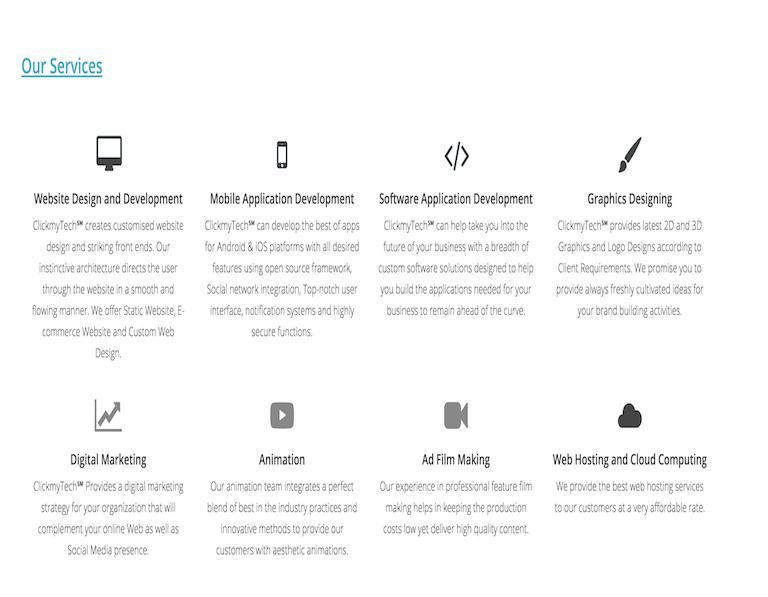 Our Services
Website Design and Development
ClickmyTech℠ creates customised website
design and striking front ends. Our
instinctive architecture directs the user
through the website in a smooth and
flowing manner. We offer Static Website, E-
commerce Website and Custom Web
Design.
Mobile Application Development
ClickmyTech℠ can develop the best of apps
for Android & iOS platforms with all desired
features using open source framework,
Social network integration, Top-notch user
interface, notification systems and highly
secure functions.
Software Application Development
ClickmyTech℠ can help take you into the
future of your business with a breadth of
custom software solutions designed to help
you build the applications needed for your
business to remain ahead of the curve.
Graphics Designing
ClickmyTech℠ provides latest 2D and 3D
Graphics and Logo Designs according to
Client Requirements. We promise you to
provide always freshly cultivated ideas for
your brand building activities.
Digital Marketing
ClickmyTech℠ Provides a digital marketing
strategy for your organization that will
complement your online Web as well as
Social Media presence.
Animation
Our animation team integrates a perfect
blend of best in the industry practices and
innovative methods to provide our
customers with aesthetic animations.
Ad Film Making
Our experience in professional feature film
making helps in keeping the production
costs low yet deliver high quality content.
Web Hosting and Cloud Computing
We provide the best web hosting services
to our customers at a very affordable rate.